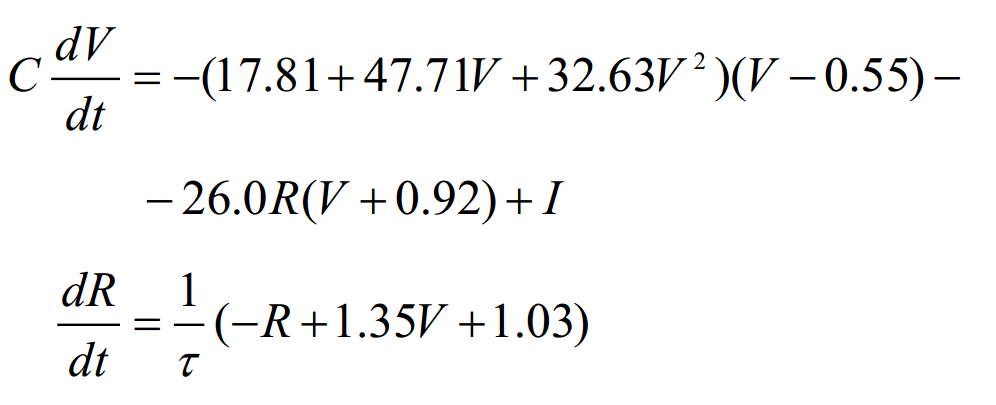 C dV/dt = −(17.81+47.71V+32.63V²)(V−0.55)−
−26.0R(V+0.92)+I
dR/dt = 1/τ (−R+1.35V+1.03)